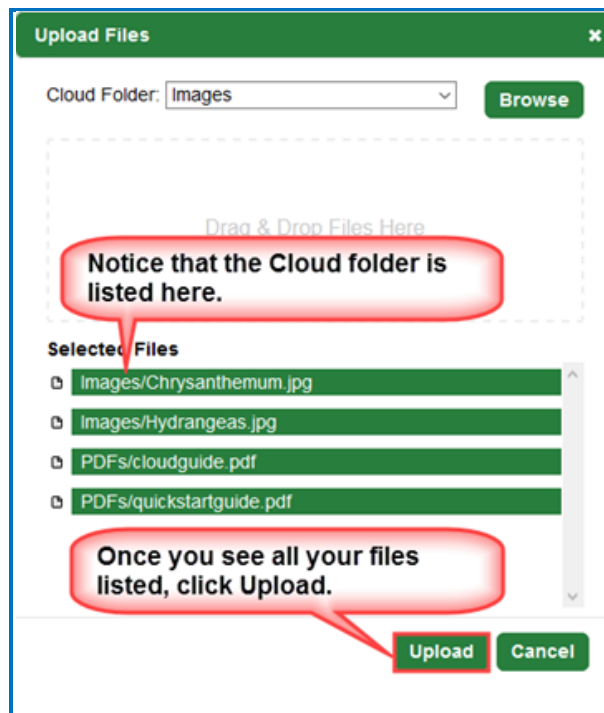 Upload Files
Cloud Folder: Images
Browse
Drag & Drop Files Here
Notice that the Cloud folder is
listed here.
Selected Files
Images/Chrysanthemum.jpg
Images/Hydrangeas.jpg
PDFs/cloudguide.pdf
PDFs/quickstartguide.pdf
Once you see all your files
listed, click Upload.
Upload Cancel